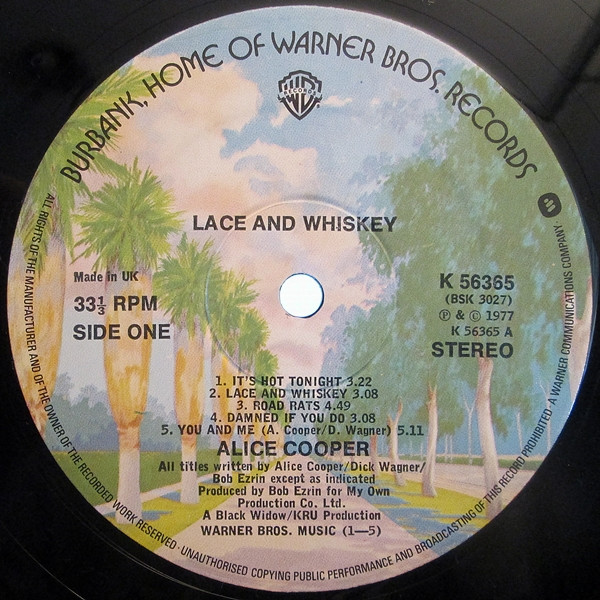 BURBANK, HOME OF WARNER BROS. RECORDS
LACE AND WHISKEY
Made in UK
33⅓ RPM
SIDE ONE
K 56365
(BSK 3027)
℗ & © 1977
K 56365 A
STEREO
1. IT'S HOT TONIGHT 3.22
2. LACE AND WHISKEY 3.08
3. ROAD RATS 4.49
4. DAMNED IF YOU DO 3.08
5. YOU AND ME (A. Cooper/D. Wagner) 5.11
ALICE COOPER
All titles written by Alice Cooper/Dick Wagner/
Bob Ezrin except as indicated
Produced by Bob Ezrin for My Own
Production Co. Ltd.
A Black Widow/KRU Production
WARNER BROS. MUSIC (1—5)
ALL RIGHTS OF THE MANUFACTURER AND OF THE OWNER OF THE RECORDED WORK RESERVED · UNAUTHORISED COPYING PUBLIC PERFORMANCE AND BROADCASTING OF THIS RECORD PROHIBITED · A WARNER COMMUNICATIONS COMPANY ·